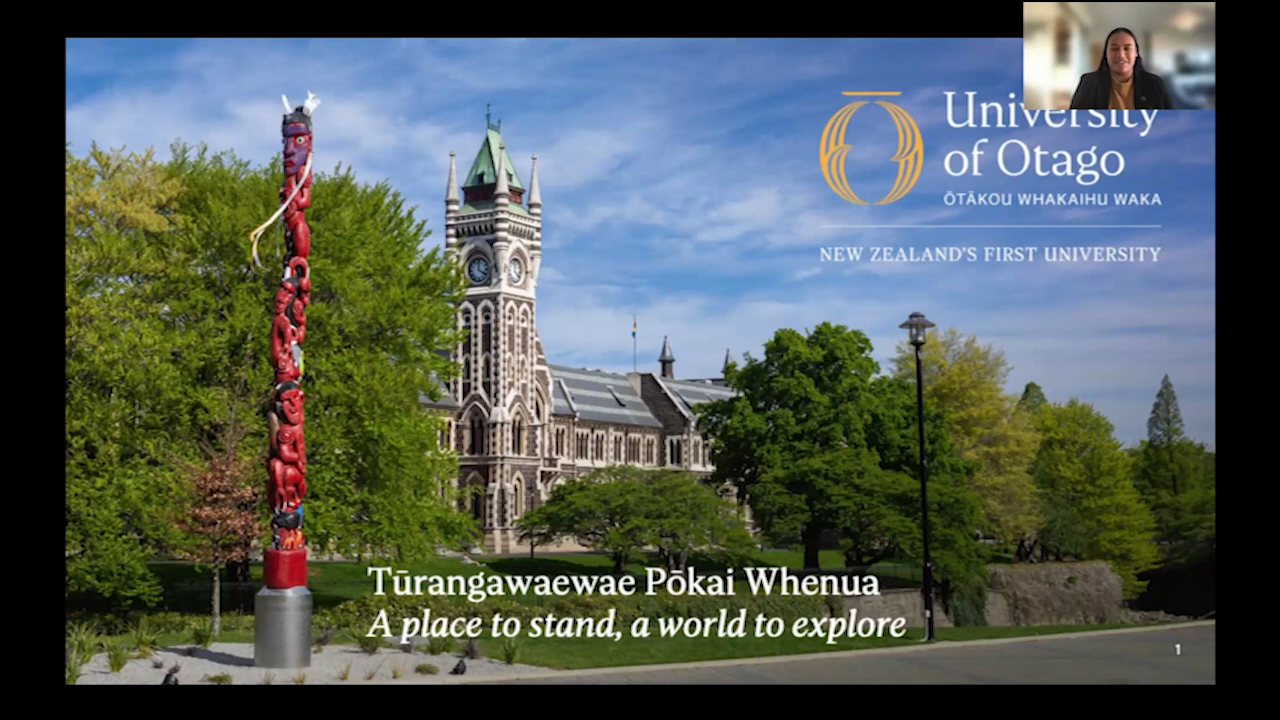 University
of Otago
ŌTĀKOU WHAKAIHU WAKA
NEW ZEALAND'S FIRST UNIVERSITY
Tūrangawaewae Pōkai Whenua
A place to stand, a world to explore
1